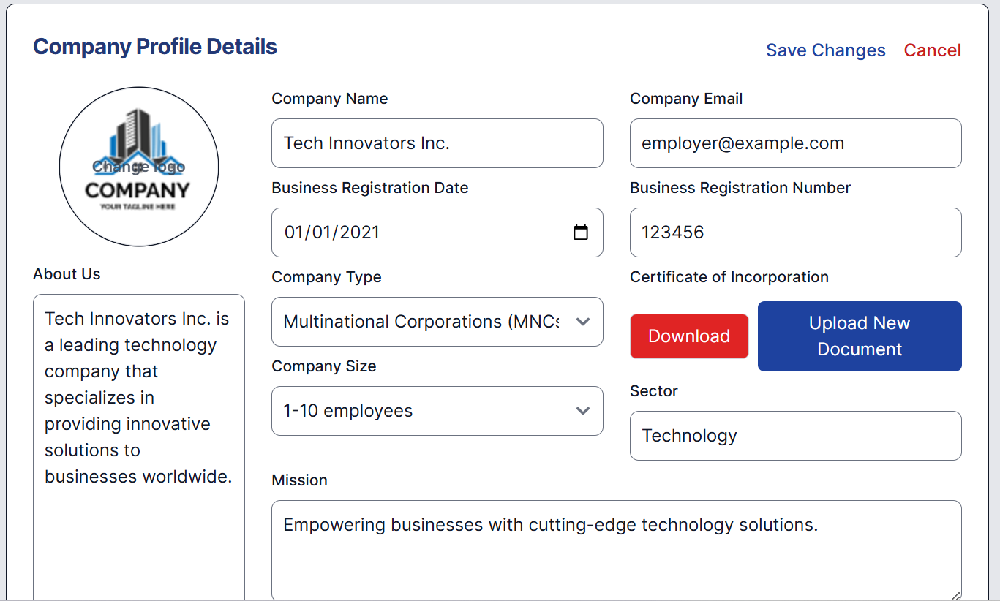 Company Profile Details
Save Changes
Cancel
Change logo
COMPANY
YOUR TAGLINE HERE
About Us
Tech Innovators Inc. is
a leading technology
company that
specializes in
providing innovative
solutions to
businesses worldwide.
Company Name
Tech Innovators Inc.
Company Email
employer@example.com
Business Registration Date
01/01/2021
Business Registration Number
123456
Company Type
Multinational Corporations (MNCs
Certificate of Incorporation
Download
Upload New
Document
Company Size
1-10 employees
Sector
Technology
Mission
Empowering businesses with cutting-edge technology solutions.